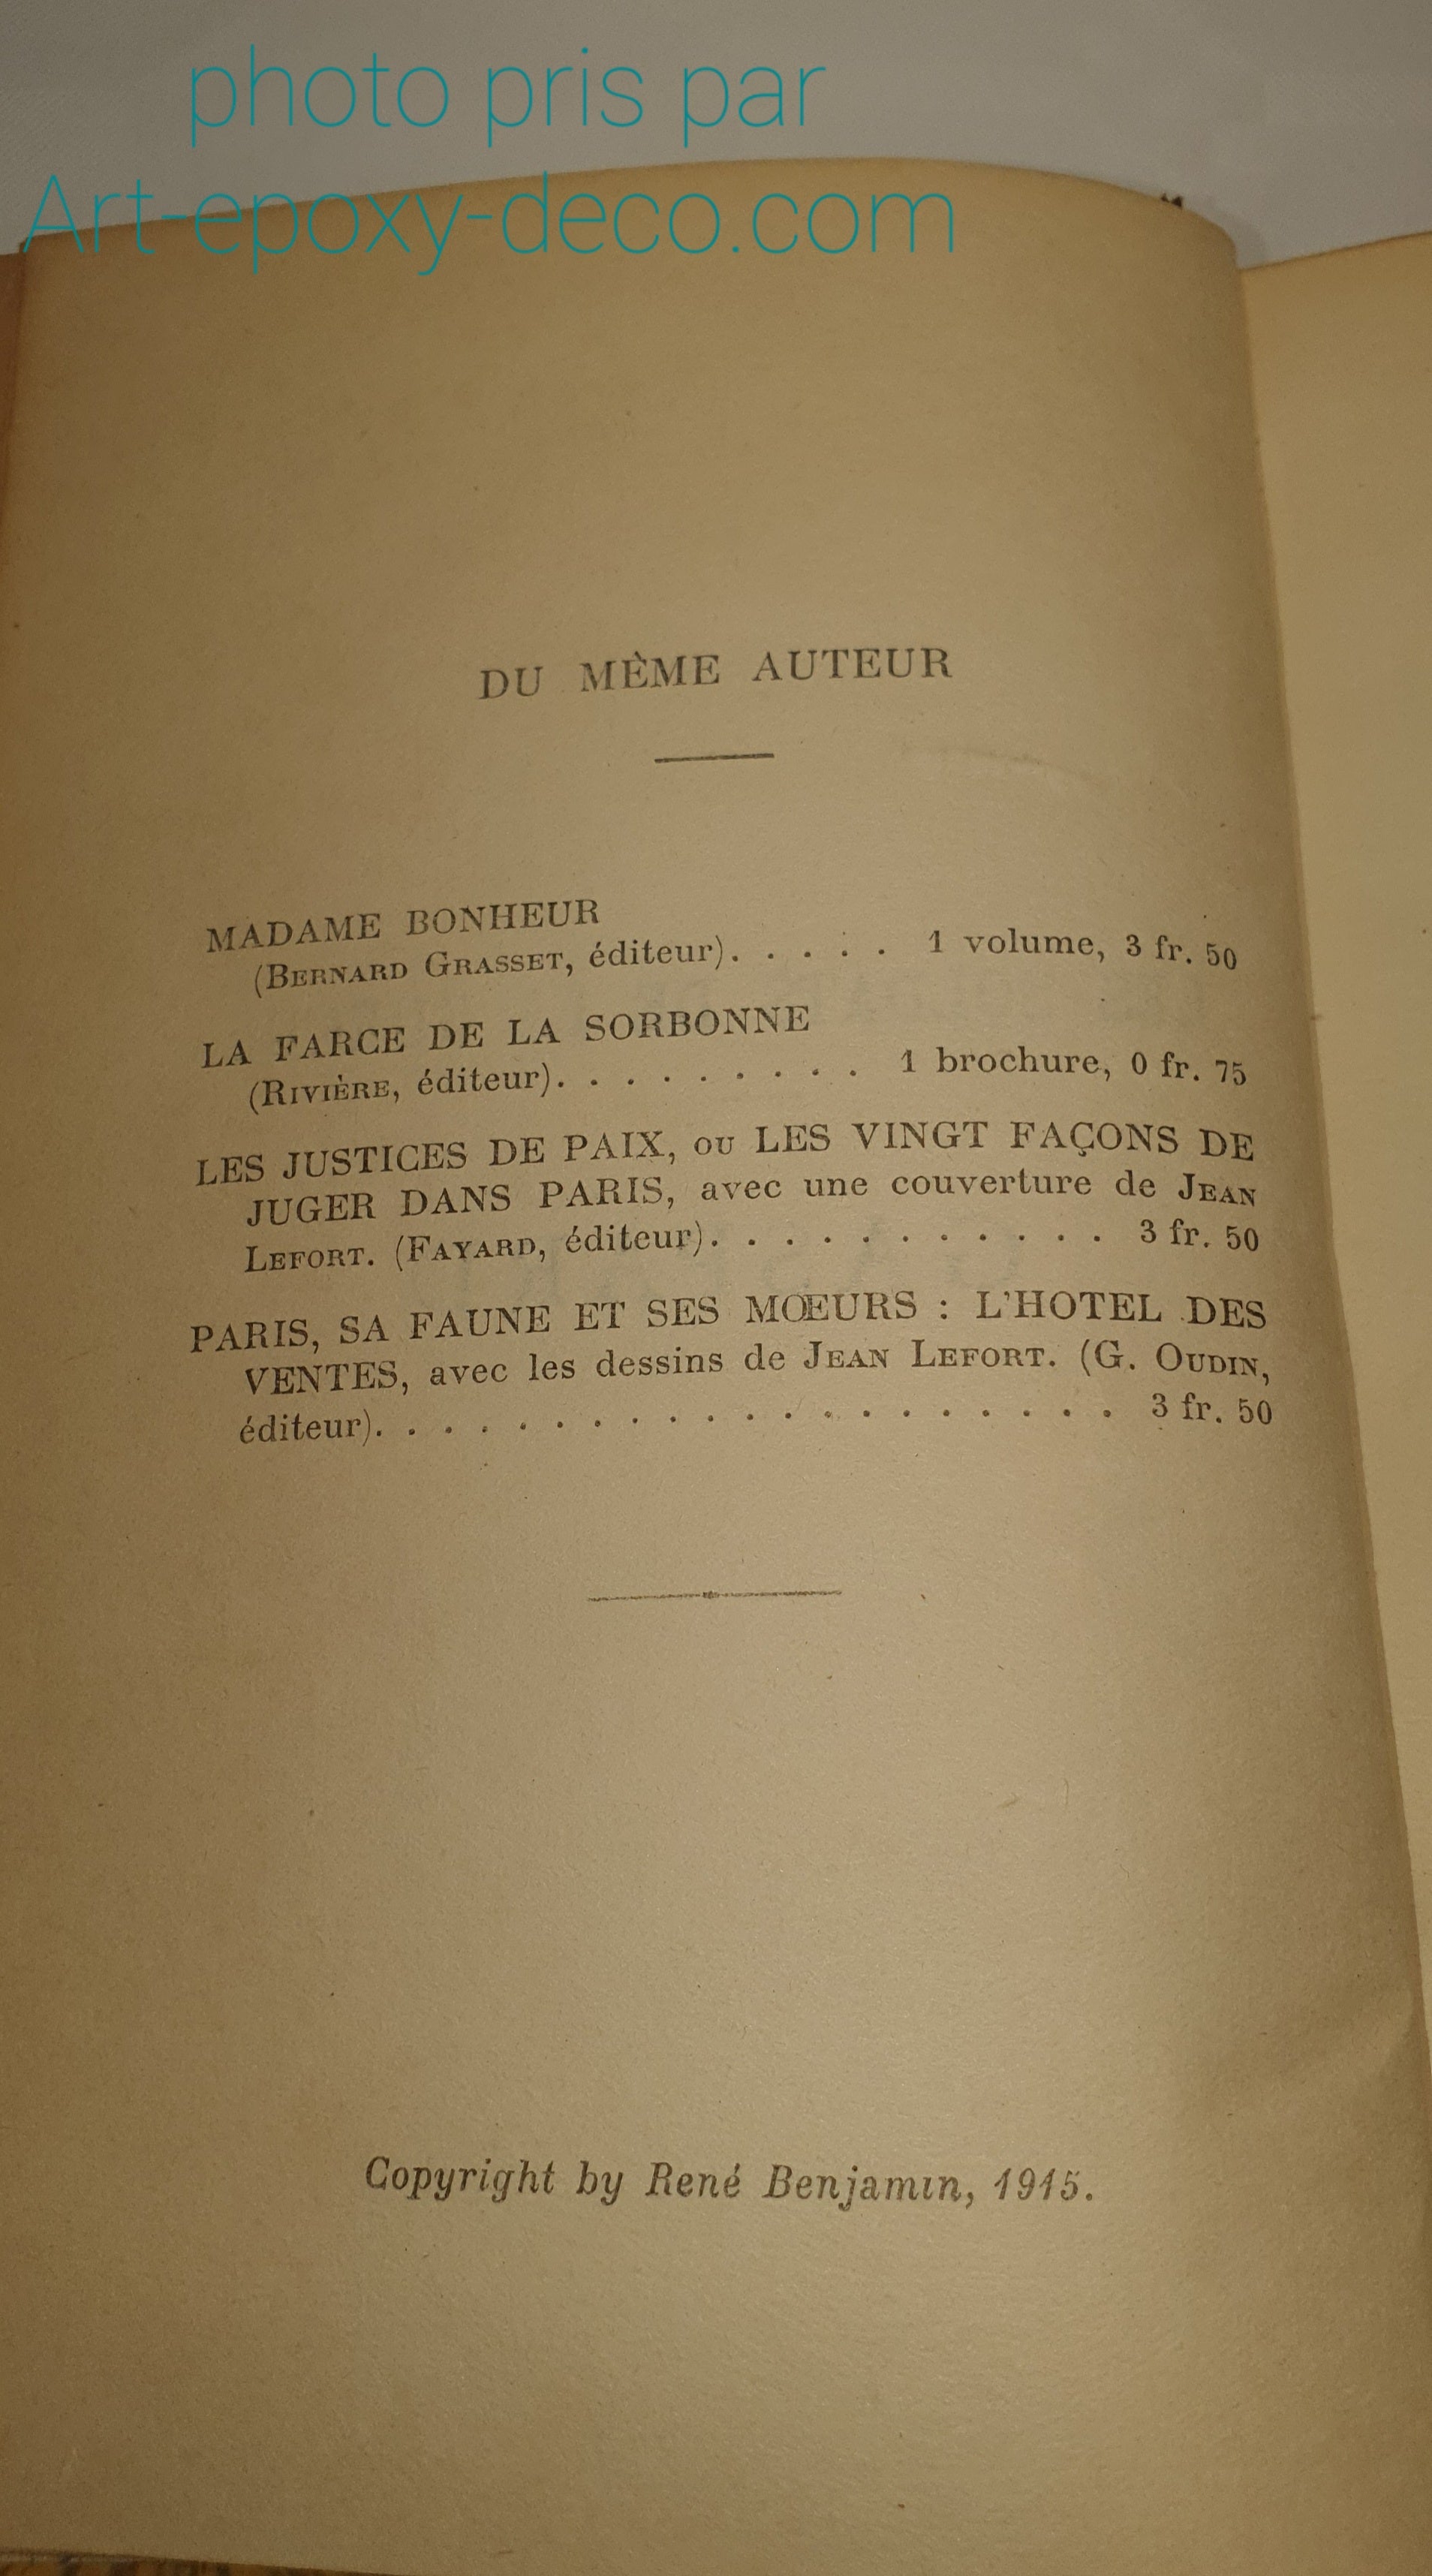 photo pris par
Art-epoxy-deco.com
DU MÈME AUTEUR
MADAME BONHEUR
(BERNARD GRASSET, éditeur). . . . . 1 volume, 3 fr. 50
LA FARCE DE LA SORBONNE
(RIVIÈRE, éditeur). . . . . . . . . 1 brochure, 0 fr. 75
LES JUSTICES DE PAIX, OU LES VINGT FAÇONS DE
JUGER DANS PARIS, avec une couverture de JEAN
LEFORT. (FAYARD, éditeur). . . . . . . . . . . 3 fr. 50
PARIS, SA FAUNE ET SES MŒURS : L'HOTEL DES
VENTES, avec les dessins de JEAN LEFORT. (G. OUDIN,
éditeur). . . . . . . . . . . . . . . . . . . . 3 fr. 50
Copyright by René Benjamin, 1915.